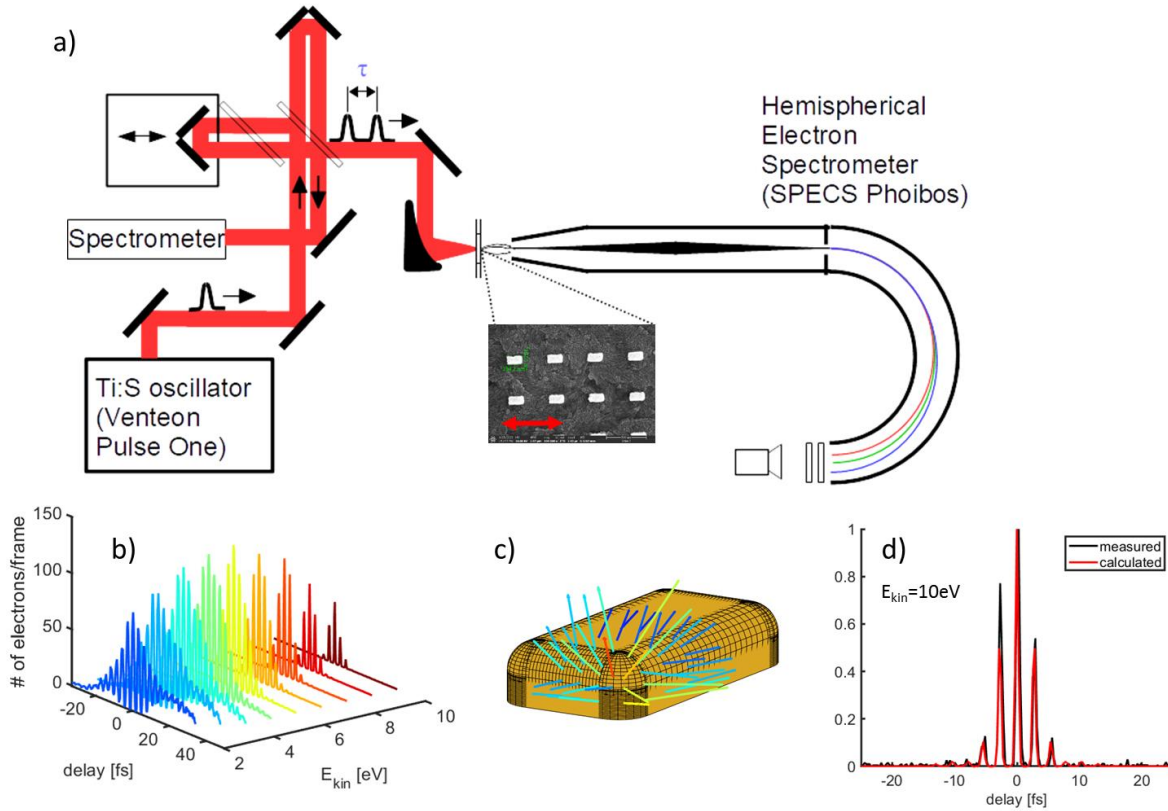 a)
τ
Hemispherical
Electron
Spectrometer
(SPECS Phoibos)
Spectrometer
Ti:S oscillator
(Venteon
Pulse One)
b)
150
100
50
0
# of electrons/frame
-20
0
20
40
delay [fs]
2
4
6
8
10
Ekin [eV]
c)
d)
measured
calculated
Ekin=10eV
1
0.8
0.6
0.4
0.2
0
-20
-10
0
10
20
delay [fs]